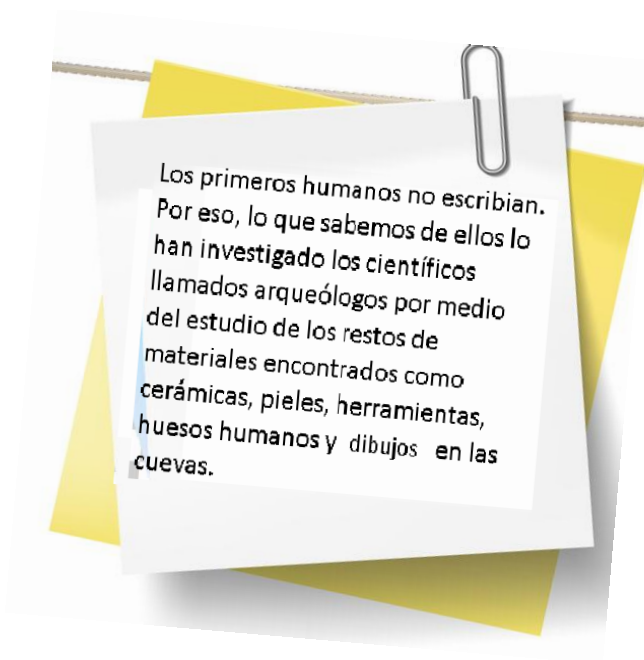 Los primeros humanos no escribian.
Por eso, lo que sabemos de ellos lo
han investigado los científicos
llamados arqueólogos por medio
del estudio de los restos de
materiales encontrados como
cerámicas, pieles, herramientas,
huesos humanos y dibujos en las
cuevas.